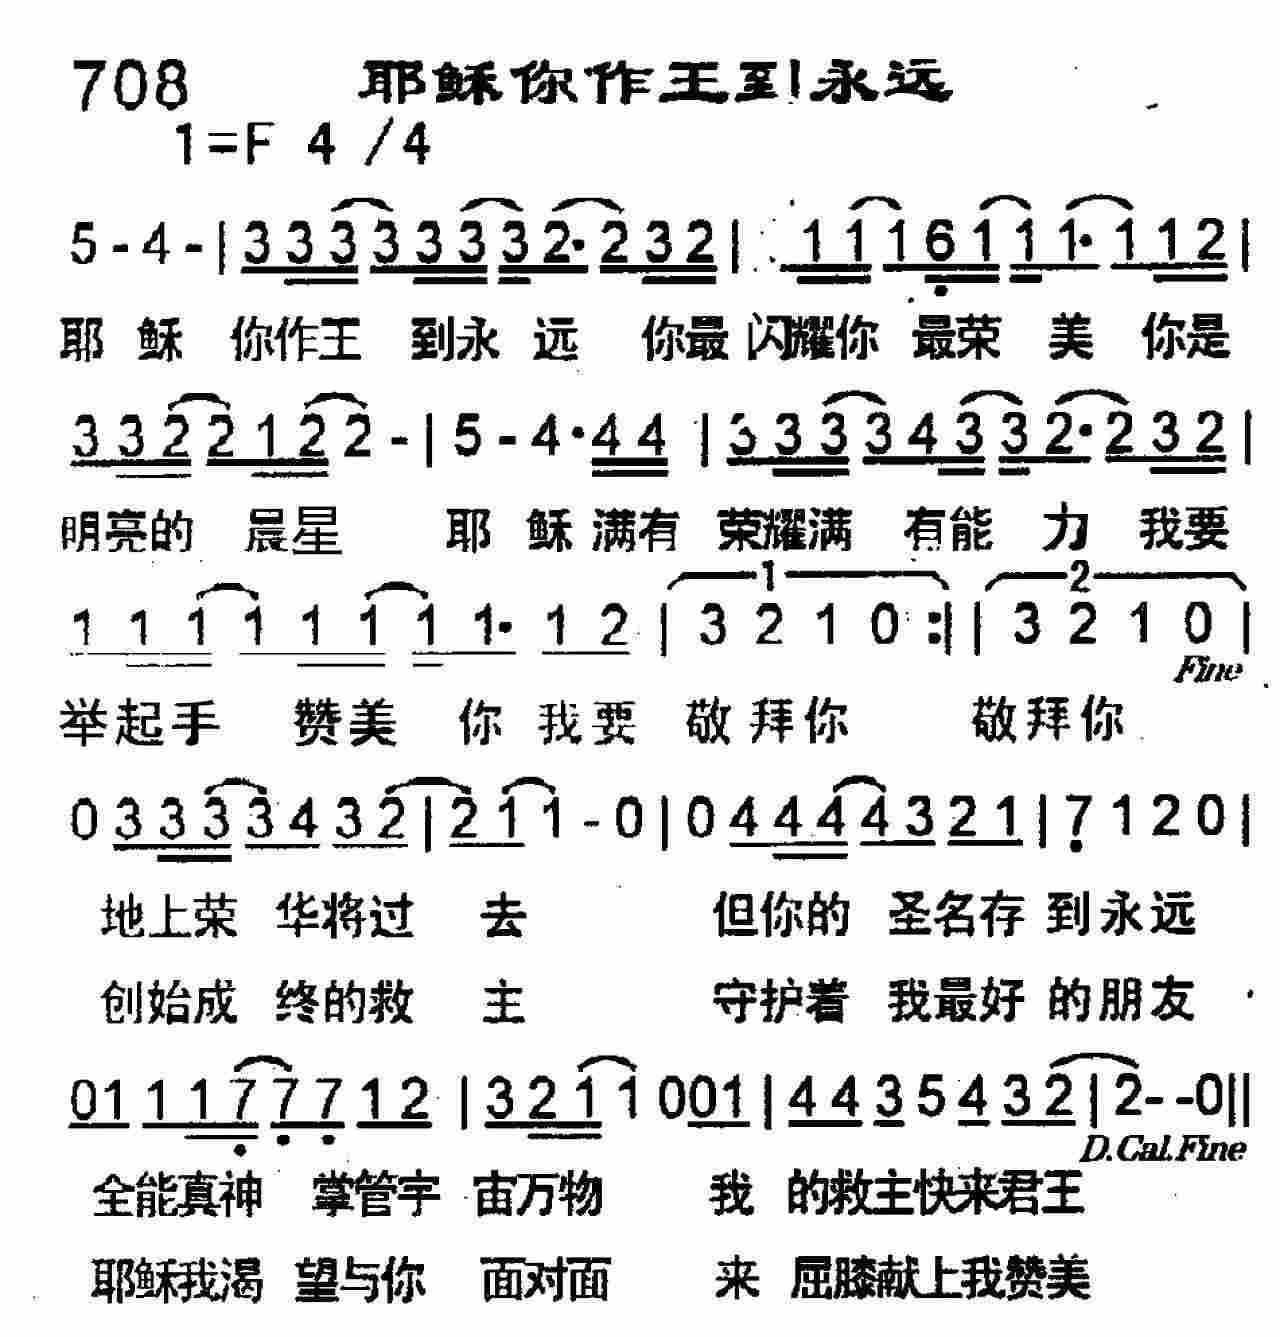 708 耶稣你作王到永远
1=F 4/4
5 - 4 - | 3 3 3 3 3 3 3 2· 2 3 2 | 1 1 1 6 1 1 1· 1 1 2 |
耶 稣 你作王 到永 远 你最闪耀你 最荣 美 你是
3 3 2 2 1 2 2 - | 5 - 4· 4 4 | 3 3 3 3 4 3 3 2· 2 3 2 |
明亮的 晨星 耶 稣 满有 荣耀满 有能 力 我要
1 1 1 1 1 1 1 1· 1 2 | 1 3 2 1 0 :| | 2 3 2 1 0 |
Fine
举起手 赞美 你 我要 敬拜你 敬拜你
0 3 3 3 3 4 3 2 | 2 1 1 - 0 | 0 4 4 4 4 3 2 1 | 7 1 2 0 |
地上荣 华将过 去 但你的 圣名存 到永远
创始成 终的救 主 守护着 我最好 的朋友
0 1 1 1 7 7 7 1 2 | 3 2 1 1 0 0 1 | 4 4 3 5 4 3 2 | 2 - - 0 ||
D.Cal.Fine
全能真神 掌管宇 宙万物 我 的救主快来君王
耶稣我渴 望与你 面对面 来 屈膝献上我赞美